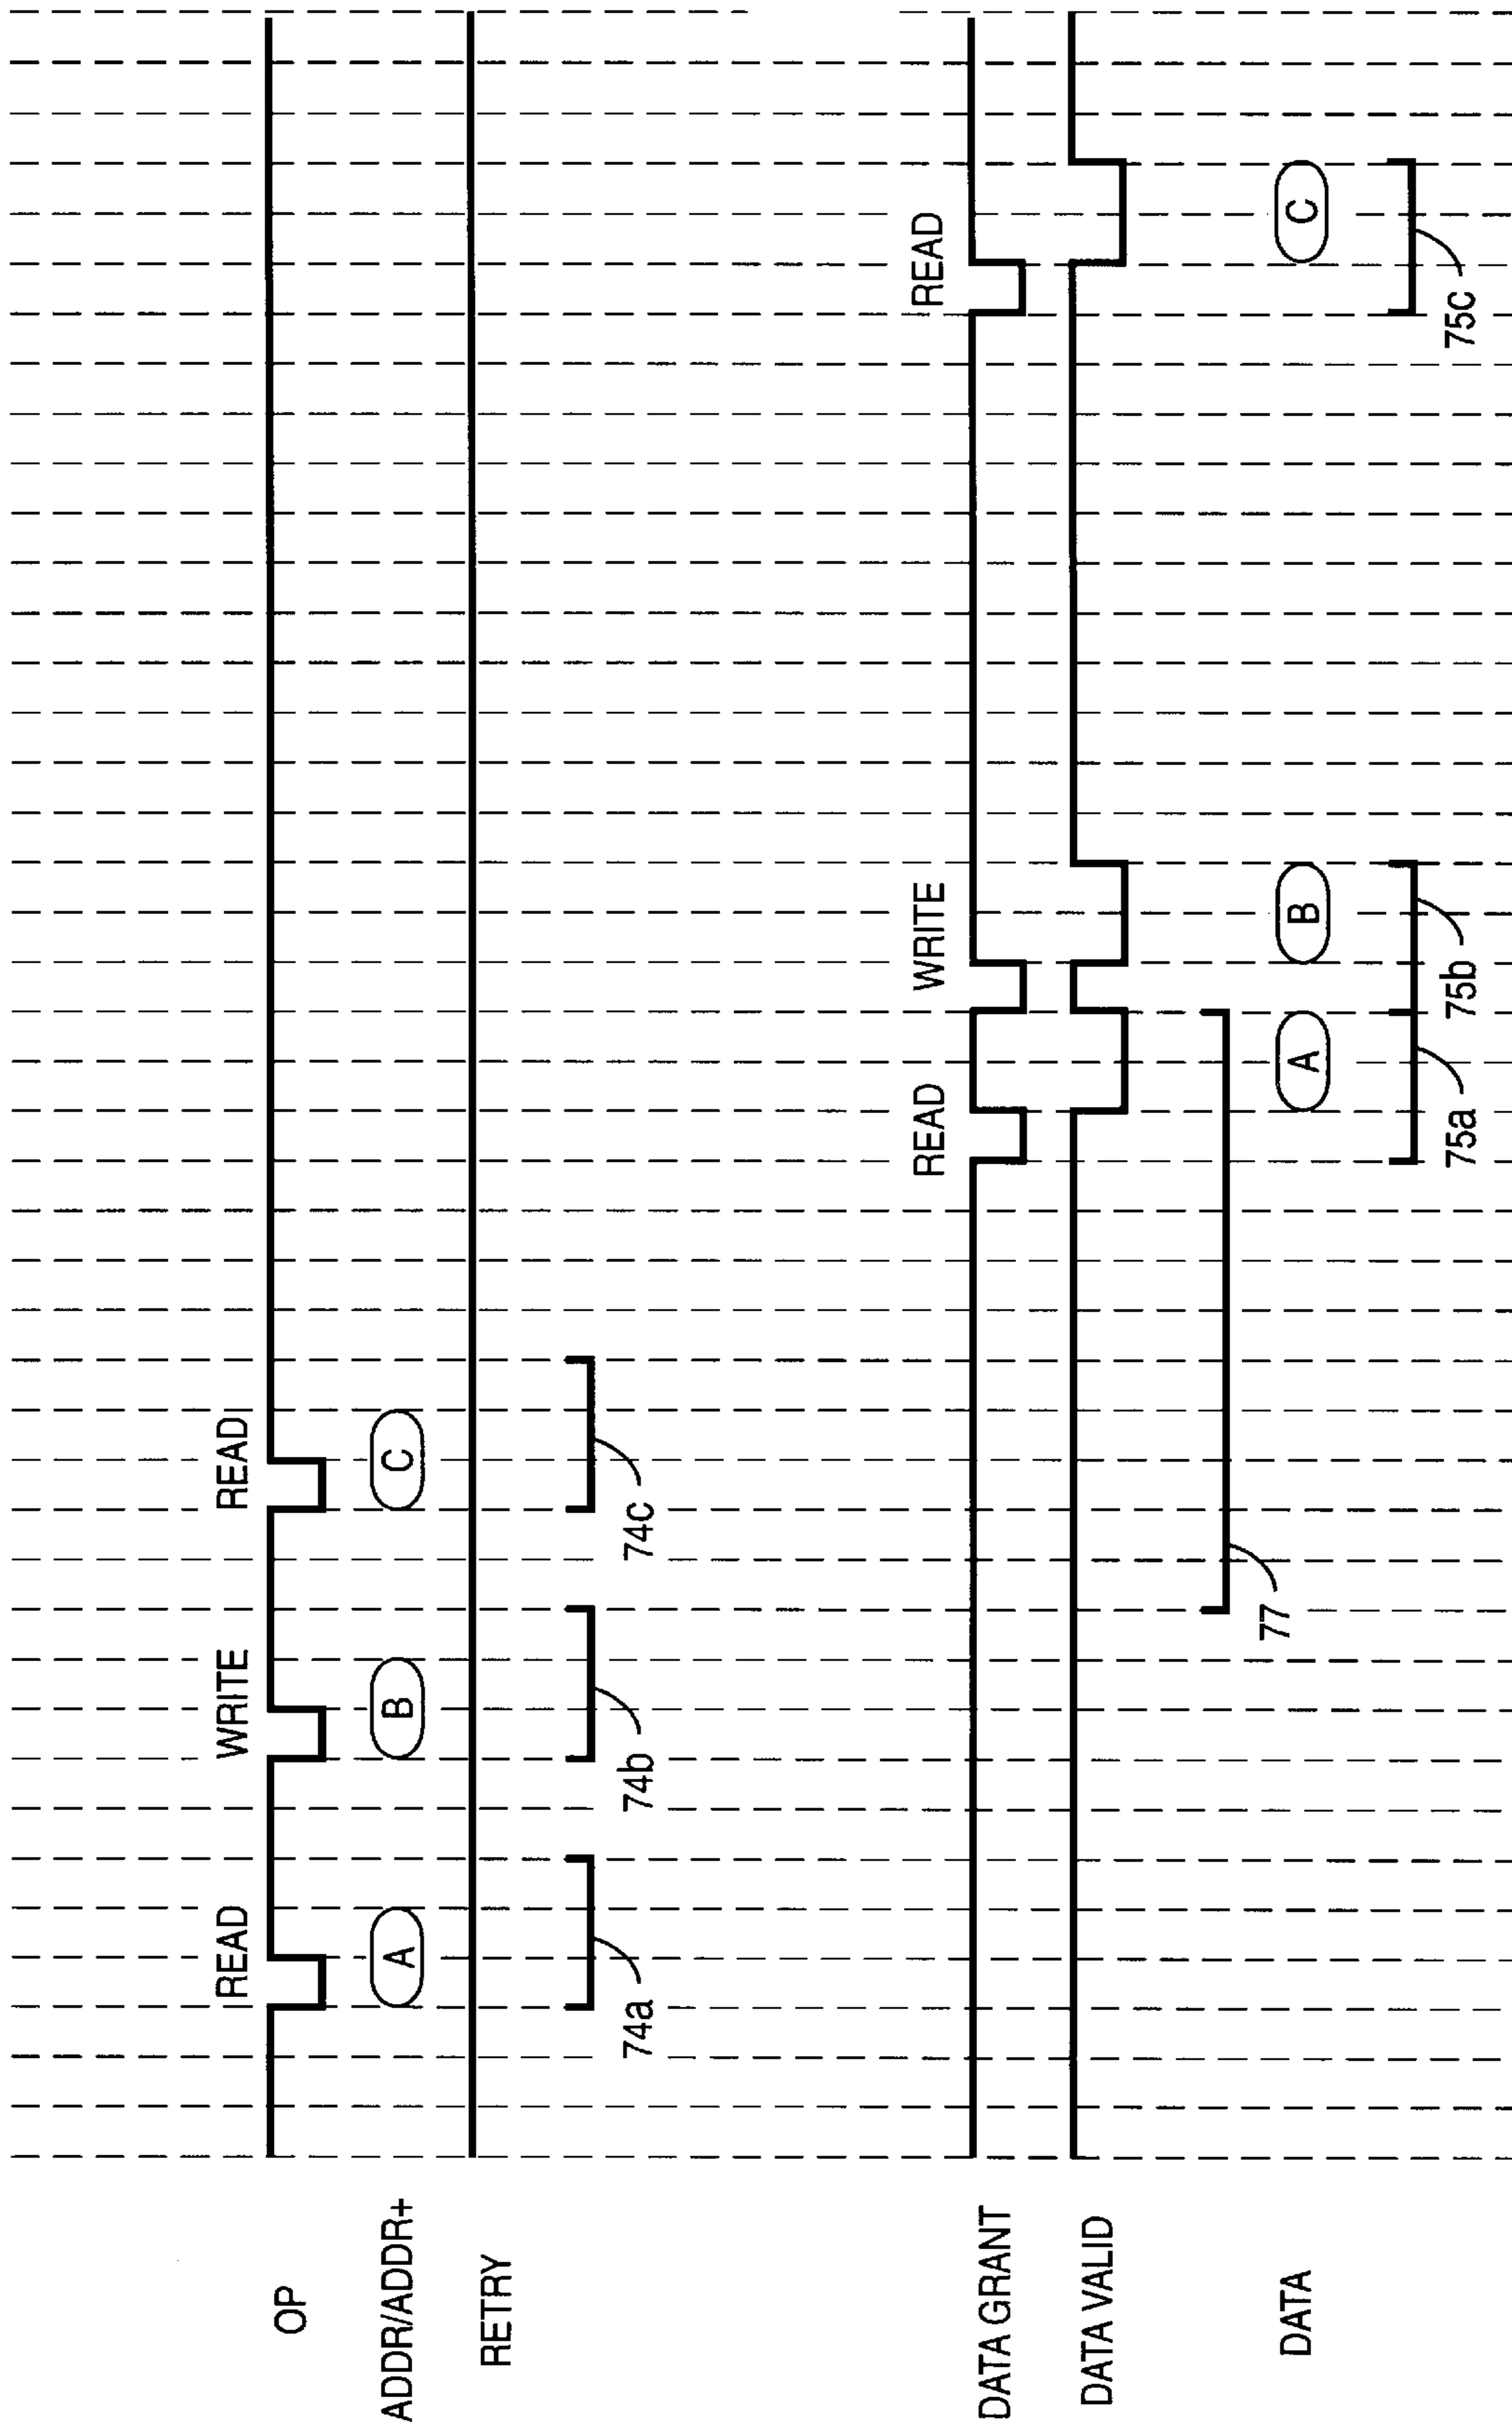 OP
READ
WRITE
READ
ADDR/ADDR+
A
B
C
RETRY
74a
74b
74c
DATA GRANT
READ
WRITE
READ
DATA VALID
77
DATA
A
B
C
75a
75b
75c